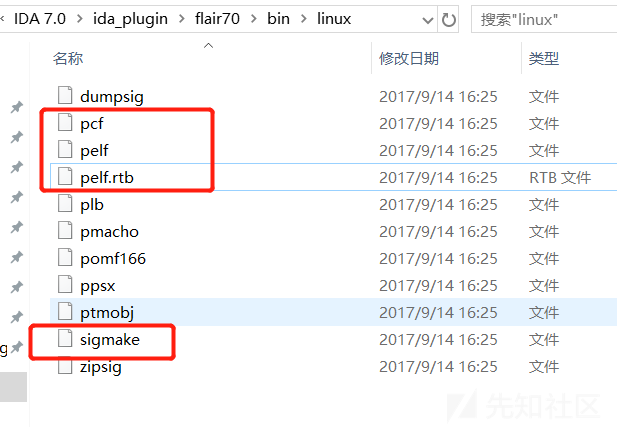 IDA 7.0 › ida_plugin › flair70 › bin › linux
搜索"linux"
名称 修改日期 类型
dumpsig 2017/9/14 16:25 文件
pcf 2017/9/14 16:25 文件
pelf 2017/9/14 16:25 文件
pelf.rtb 2017/9/14 16:25 RTB 文件
plb 2017/9/14 16:25 文件
pmacho 2017/9/14 16:25 文件
pomf166 2017/9/14 16:25 文件
ppsx 2017/9/14 16:25 文件
ptmobj 2017/9/14 16:25 文件
g sigmake 2017/9/14 16:25 文件
zipsig 2017/9/14 16:25 文件
先知社区